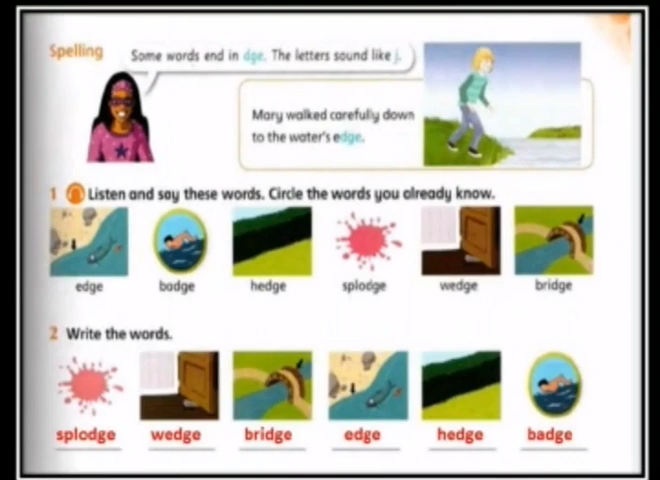 Spelling
Some words end in dge. The letters sound like j.
Mary walked carefully down
to the water's edge.
1 Listen and say these words. Circle the words you already know.
edge badge hedge splodge wedge bridge
2 Write the words.
splodge wedge bridge edge hedge badge